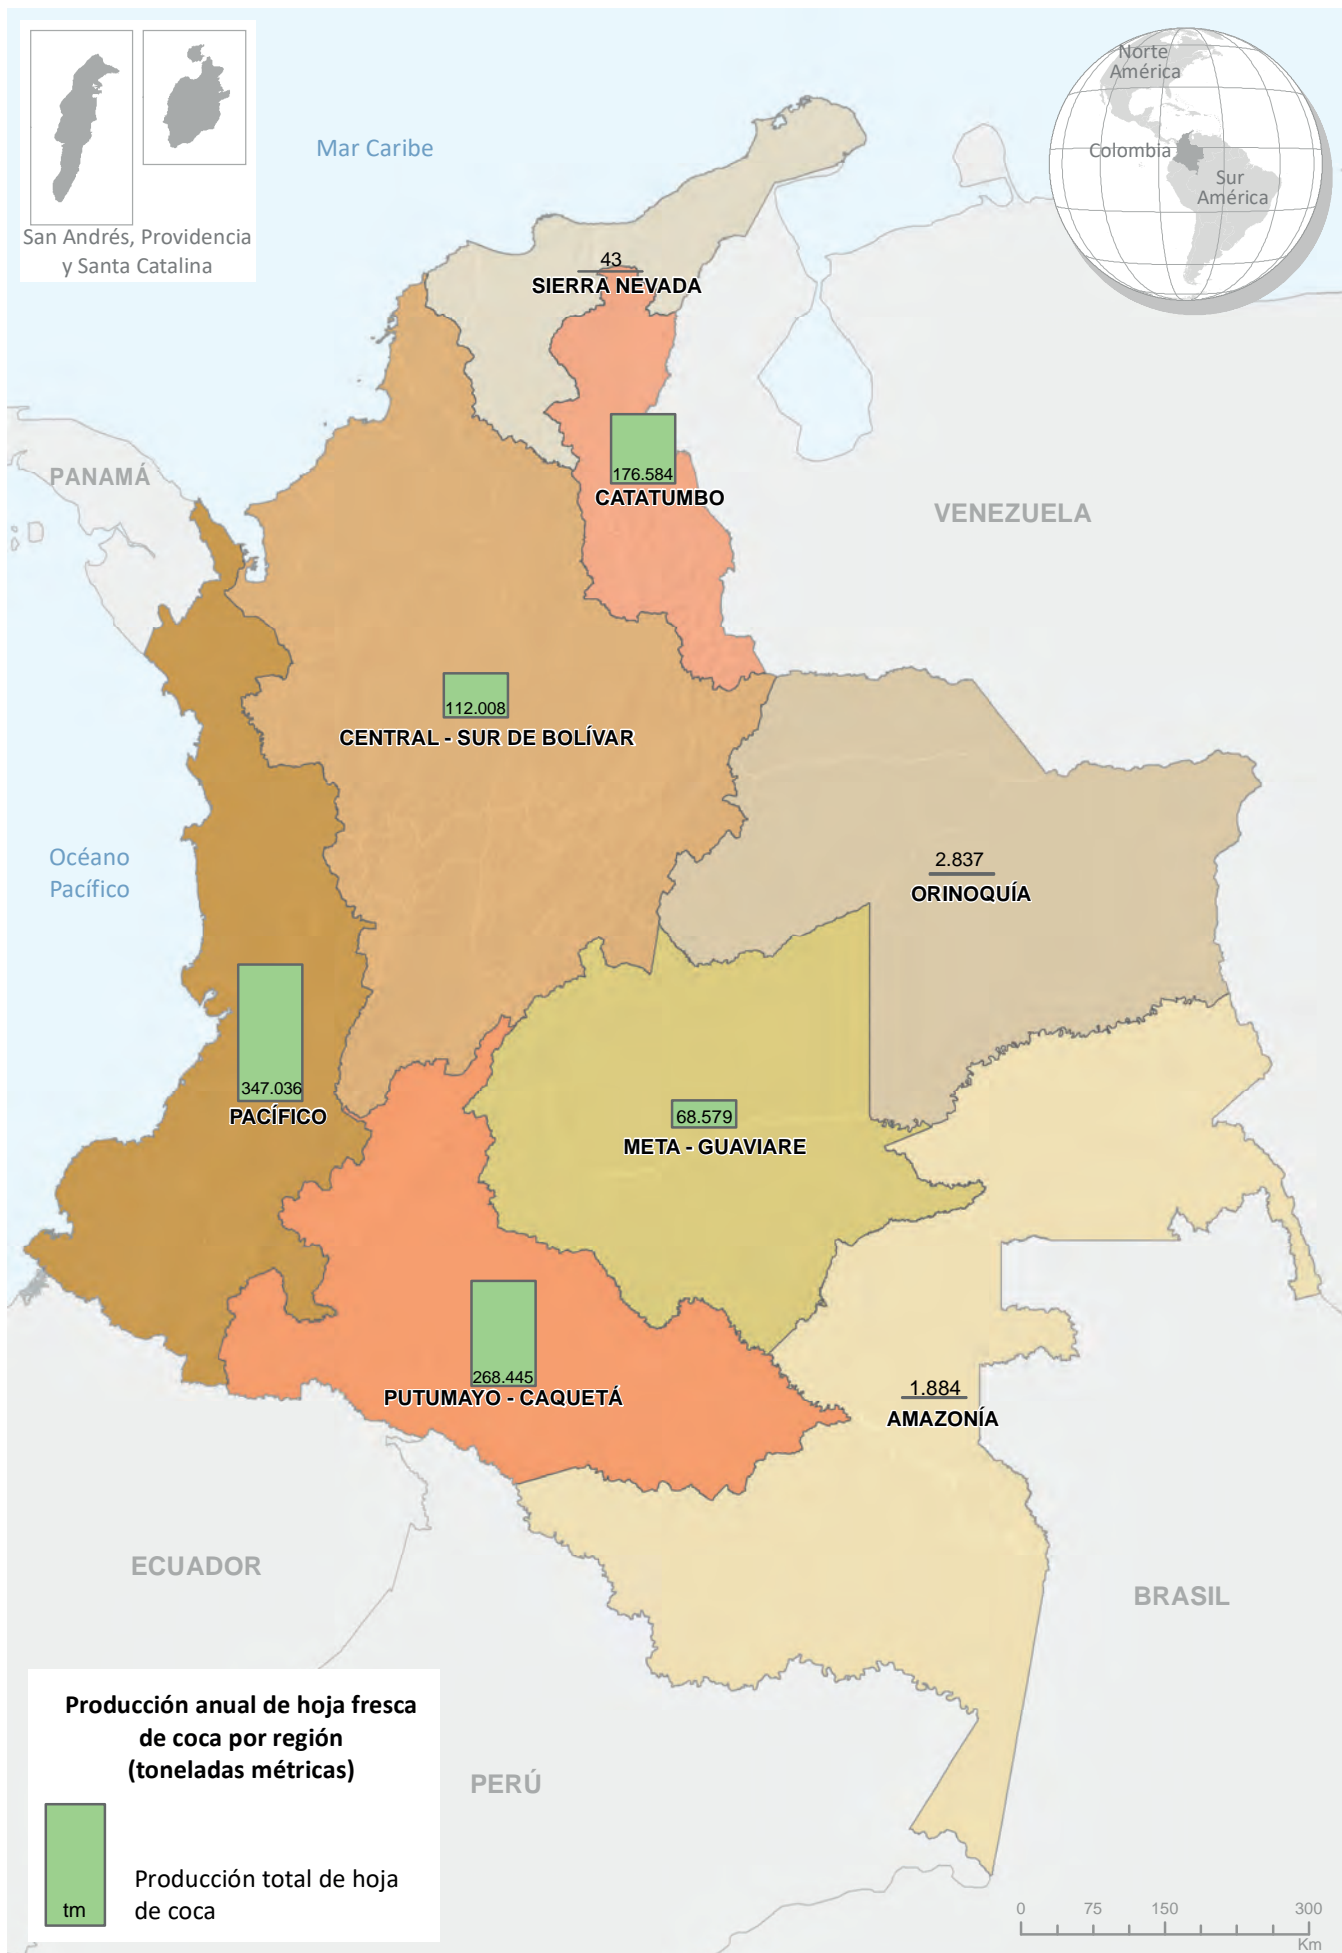 Norte
América
Colombia
Sur
América
San Andrés, Providencia
y Santa Catalina
Mar Caribe
43
SIERRA NEVADA
176.584
CATATUMBO
PANAMÁ
VENEZUELA
112.008
CENTRAL - SUR DE BOLÍVAR
Océano
Pacífico
2.837
ORINOQUÍA
347.036
PACÍFICO
68.579
META - GUAVIARE
268.445
PUTUMAYO - CAQUETÁ
1.884
AMAZONÍA
ECUADOR
BRASIL
PERÚ
Producción anual de hoja fresca
de coca por región
(toneladas métricas)
tm
Producción total de hoja
de coca
0 75 150 300
Km